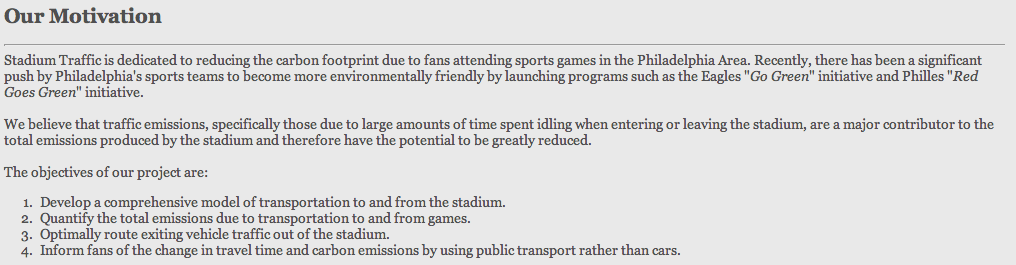 Our Motivation
Stadium Traffic is dedicated to reducing the carbon footprint due to fans attending sports games in the Philadelphia Area. Recently, there has been a significant
push by Philadelphia's sports teams to become more environmentally friendly by launching programs such as the Eagles "Go Green" initiative and Philles "Red
Goes Green" initiative.
We believe that traffic emissions, specifically those due to large amounts of time spent idling when entering or leaving the stadium, are a major contributor to the
total emissions produced by the stadium and therefore have the potential to be greatly reduced.
The objectives of our project are:
1. Develop a comprehensive model of transportation to and from the stadium.
2. Quantify the total emissions due to transportation to and from games.
3. Optimally route exiting vehicle traffic out of the stadium.
4. Inform fans of the change in travel time and carbon emissions by using public transport rather than cars.